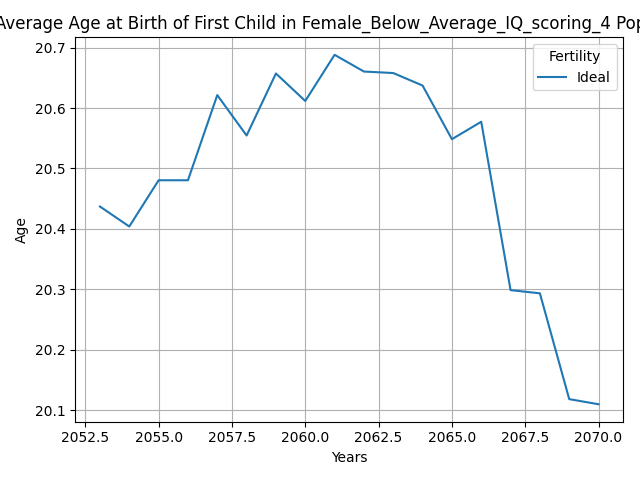 Average Age at Birth of First Child in Female_Below_Average_IQ_scoring_4 Pop
Fertility
Ideal
20.7
20.6
20.5
20.4
20.3
20.2
20.1
Age
2052.5 2055.0 2057.5 2060.0 2062.5 2065.0 2067.5 2070.0
Years